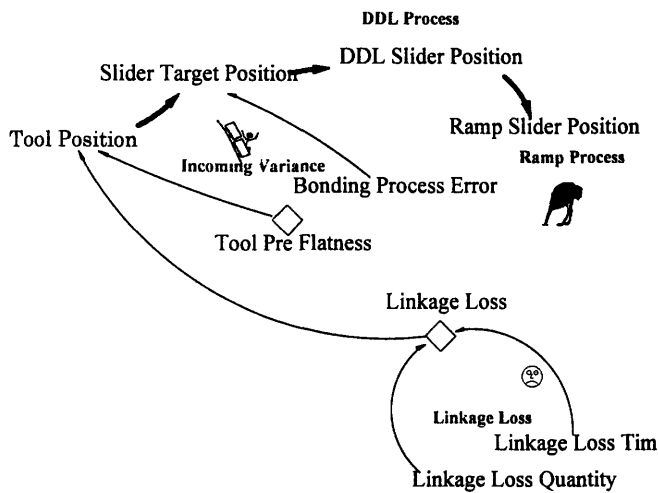 DDL Process
DDL Slider Position
Slider Target Position
Ramp Slider Position
Tool Position
Ramp Process
Incoming Variance
Bonding Process Error
Tool Pre Flatness
Linkage Loss
Linkage Loss
Linkage Loss Tim
Linkage Loss Quantity